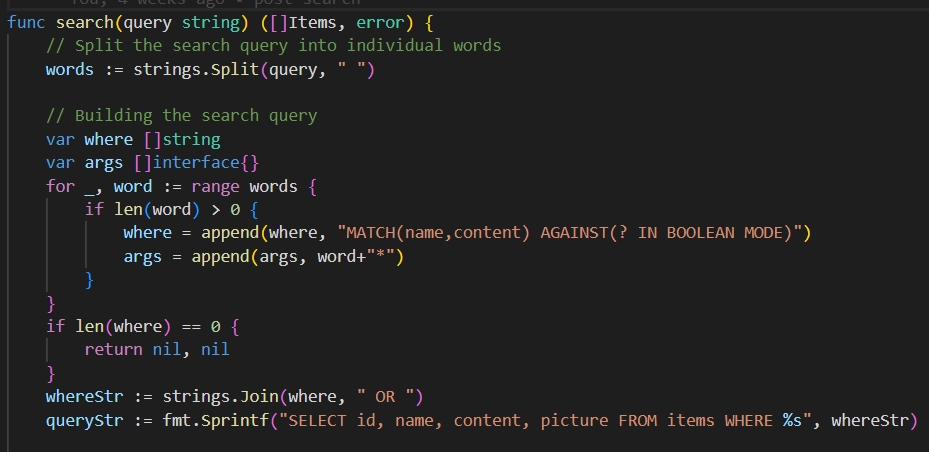 You, 4 weeks ago • post search
func search(query string) ([]Items, error) {
    // Split the search query into individual words
    words := strings.Split(query, " ")

    // Building the search query
    var where []string
    var args []interface{}
    for _, word := range words {
        if len(word) > 0 {
            where = append(where, "MATCH(name,content) AGAINST(? IN BOOLEAN MODE)")
            args = append(args, word+"*")
        }
    }
    if len(where) == 0 {
        return nil, nil
    }
    whereStr := strings.Join(where, " OR ")
    queryStr := fmt.Sprintf("SELECT id, name, content, picture FROM items WHERE %s", whereStr)